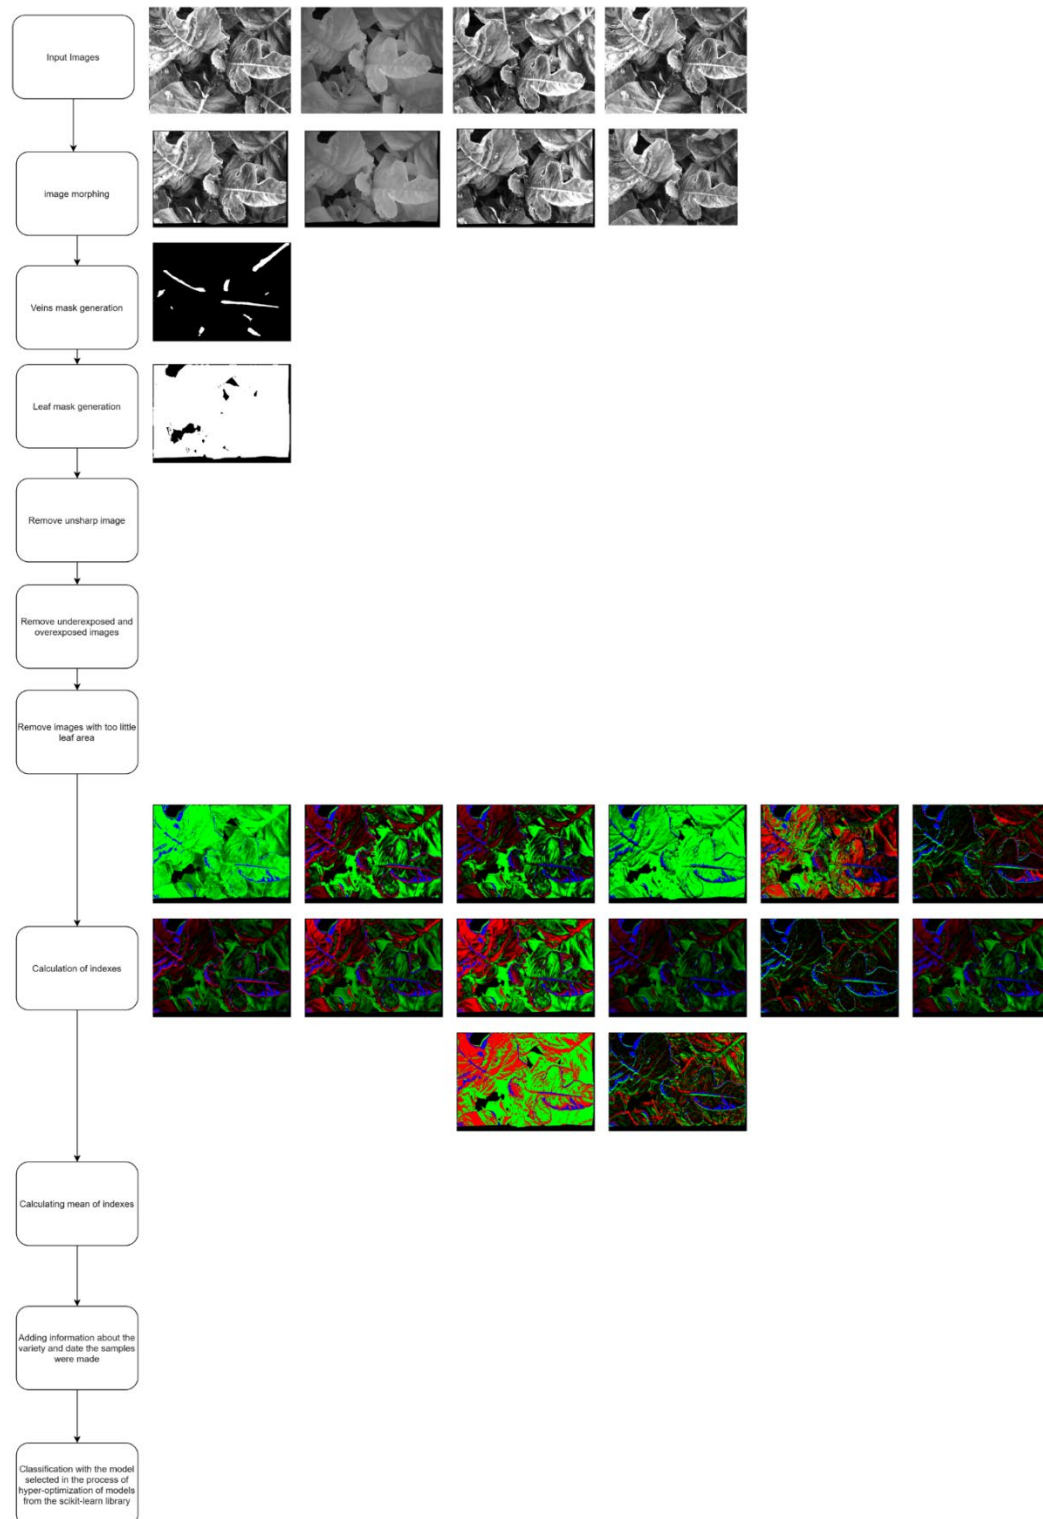 Input Images
image morphing
Veins mask generation
Leaf mask generation
Remove unsharp image
Remove underexposed and
overexposed images
Remove images with too little
leaf area
Calculation of indexes
Calculating mean of indexes
Adding information about the
variety and date the samples
were made
Classification with the model
selected in the process of
hyper-optimization of models
from the scikit-learn library